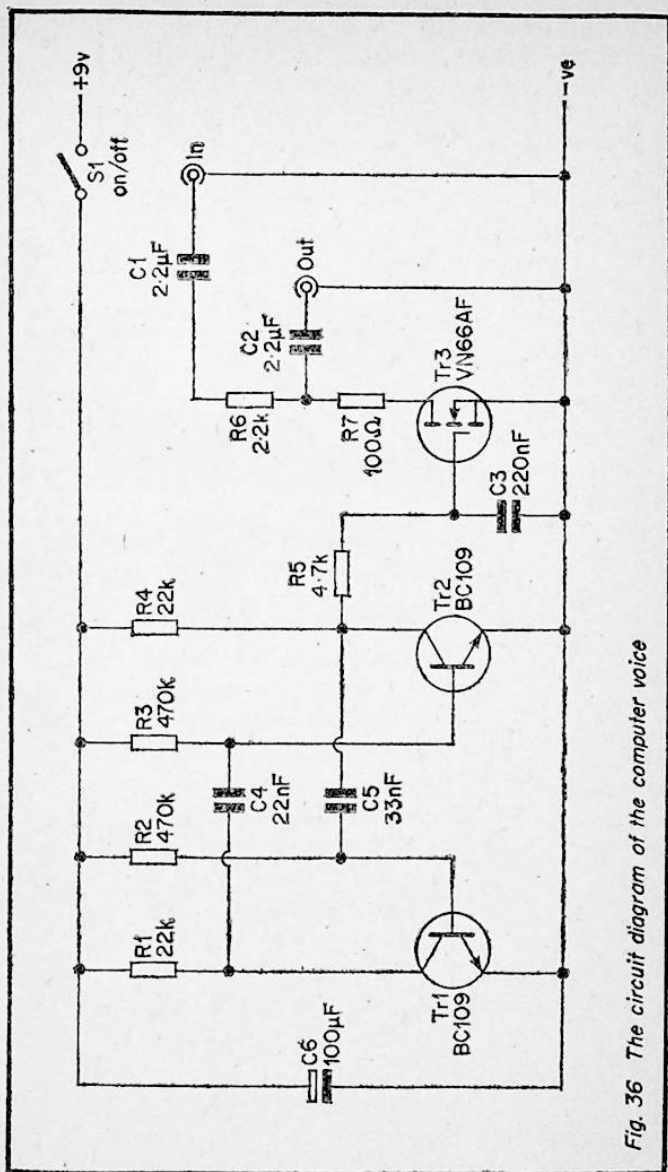 +9v
S1
on/off
R1
22k
R2
470k
R3
470k
R4
22k
C1
2·2µF
In
C2
2·2µF
Out
R6
2·2k
R7
100Ω
C4
22nF
C5
33nF
R5
4·7k
C6
100µF
Tr1
BC109
Tr2
BC109
Tr3
VN66AF
C3
220nF
−ve
Fig. 36 The circuit diagram of the computer voice